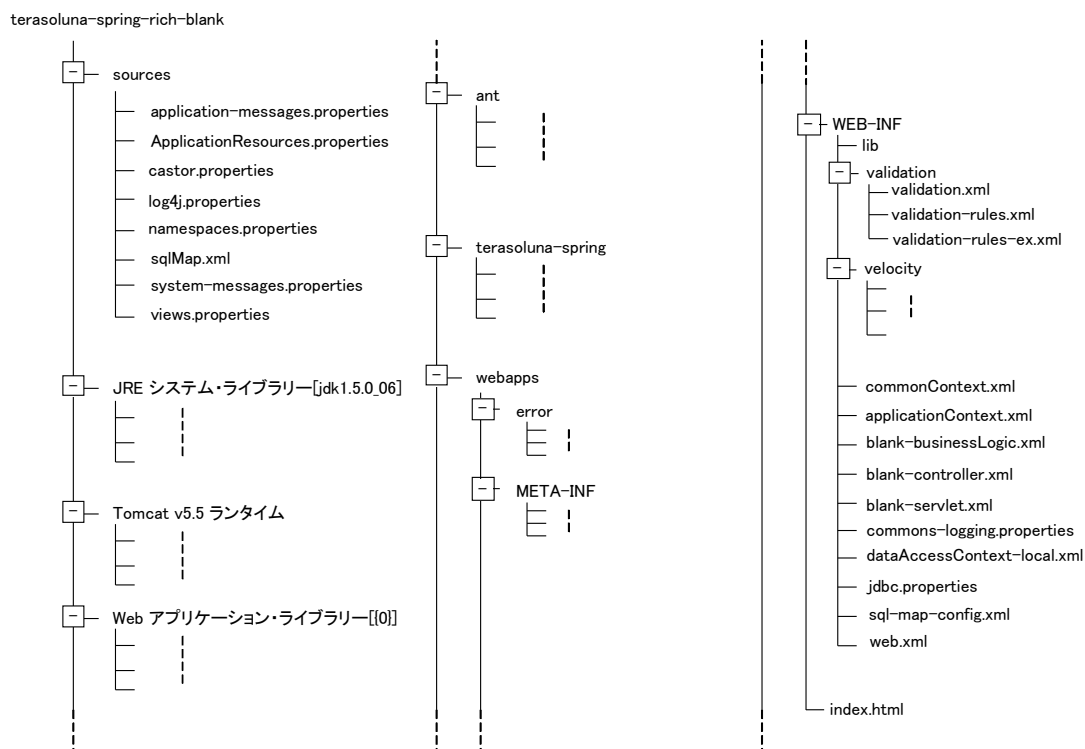 terasoluna-spring-rich-blank
sources
application-messages.properties
ApplicationResources.properties
castor.properties
log4j.properties
namespaces.properties
sqlMap.xml
system-messages.properties
views.properties
JRE システム・ライブラリー[jdk1.5.0_06]
Tomcat v5.5 ランタイム
Web アプリケーション・ライブラリー[{0}]
ant
terasoluna-spring
webapps
error
META-INF
WEB-INF
lib
validation
validation.xml
validation-rules.xml
validation-rules-ex.xml
velocity
commonContext.xml
applicationContext.xml
blank-businessLogic.xml
blank-controller.xml
blank-servlet.xml
commons-logging.properties
dataAccessContext-local.xml
jdbc.properties
sql-map-config.xml
web.xml
index.html